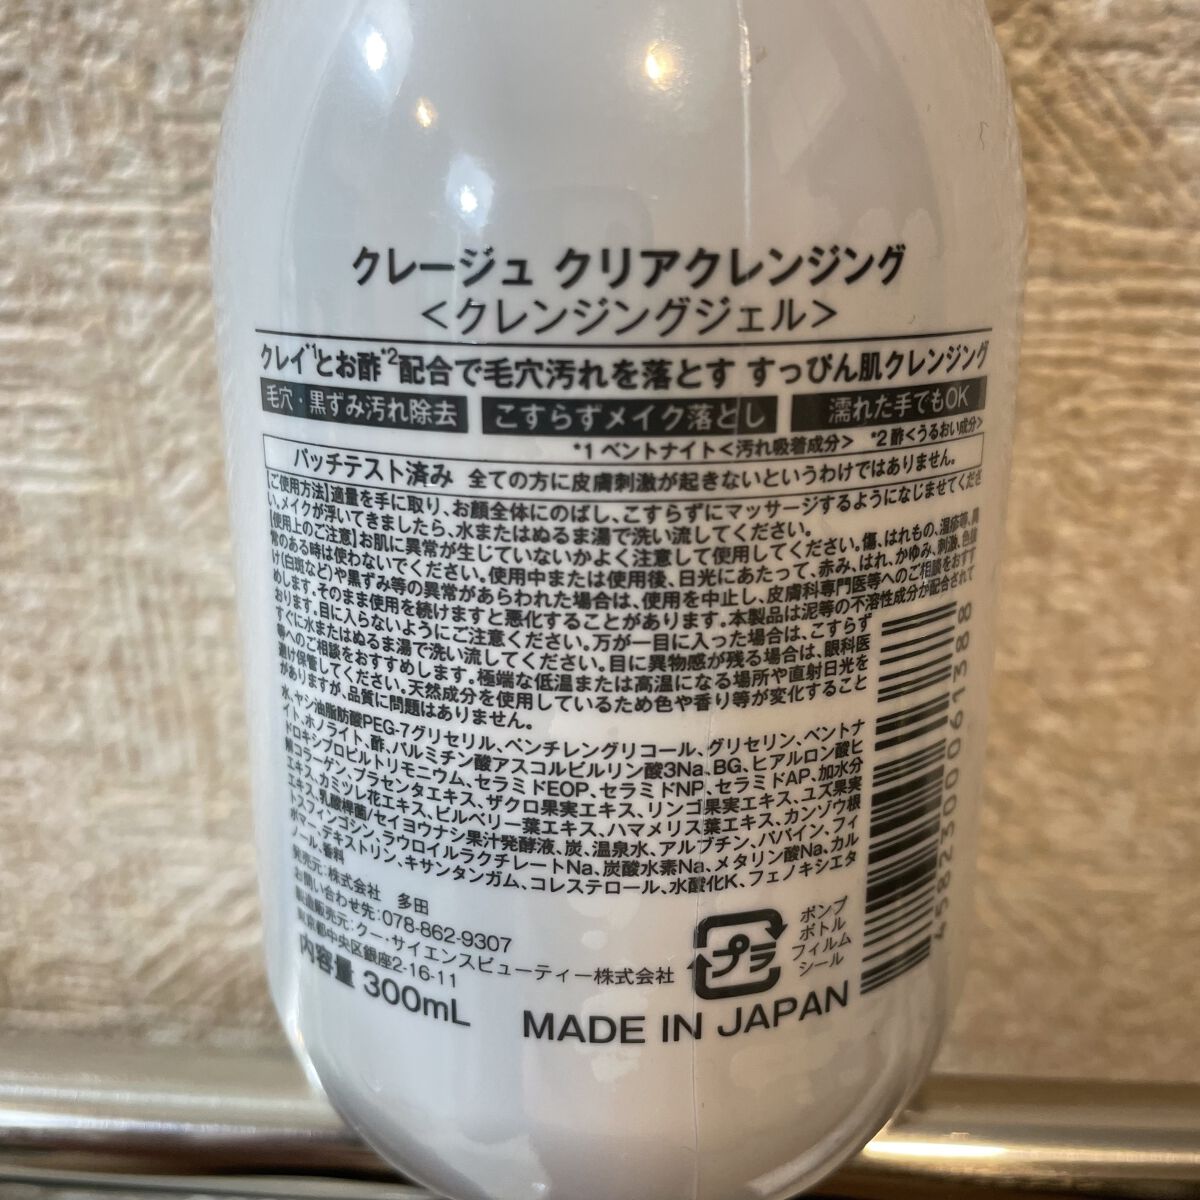 クレージュ クリアクレンジング
＜クレンジングジェル＞
クレイ*1とお酢*2配合で毛穴汚れを落とす すっぴん肌クレンジング
毛穴・黒ずみ汚れ除去 こすらずメイク落とし 濡れた手でもOK
*1 ベントナイト＜汚れ吸着成分＞ *2 酢＜うるおい成分＞
パッチテスト済み 全ての方に皮膚刺激が起きないというわけではありません。
【ご使用方法】適量を手に取り、お顔全体にのばし、こすらずにマッサージするようになじませてくださ
い。メイクが浮いてきましたら、水またはぬるま湯で洗い流してください。
【使用上のご注意】お肌に異常が生じていないかよく注意して使用してください。傷、はれもの、湿疹等、異
常のある時は使わないでください。使用中または使用後、日光にあたって、赤み、はれ、かゆみ、刺激、色抜
け(白斑など)や黒ずみ等の異常があらわれた場合は、使用を中止し、皮膚科専門医等へのご相談をおすす
めします。そのまま使用を続けますと悪化することがあります。本製品は泥等の不溶性成分が配合されて
おります。目に入らないようにご注意ください。万が一目に入った場合は、こすらず
すぐに水またはぬるま湯で洗い流してください。目に異物感が残る場合は、眼科医
等へのご相談をおすすめします。極端な低温または高温になる場所や直射日光を
避け保管してください。天然成分を使用しているため色や香り等が変化すること
がありますが、品質に問題はありません。
水、ヤシ油脂肪酸PEG-7グリセリル、ペンチレングリコール、グリセリン、ベントナ
イト、ホノライト、酢、パルミチン酸アスコルビルリン酸3Na、BG、ヒアルロン酸ヒ
ドロキシプロピルトリモニウム、セラミドEOP、セラミドNP、セラミドAP、加水分
解コラーゲン、プラセンタエキス、ザクロ果実エキス、リンゴ果実エキス、ユズ果実
エキス、カミツレ花エキス、ビルベリー葉エキス、ハマメリス葉エキス、カンゾウ根
エキス、乳酸桿菌/セイヨウナシ果汁発酵液、炭、温泉水、アルブチン、パパイン、フィ
トスフィンゴシン、ラウロイルラクチレートNa、炭酸水素Na、メタリン酸Na、カル
ボマー、デキストリン、キサンタンガム、コレステロール、水酸化K、フェノキシエタ
ノール、香料
発売元：株式会社 多田
お問い合わせ先：078-862-9307
製造販売元：クー・サイエンスビューティー株式会社
東京都中央区銀座2-16-11
内容量 300mL
プラ
ポンプ
ボトル
フィルム
シール
MADE IN JAPAN
4582300061388